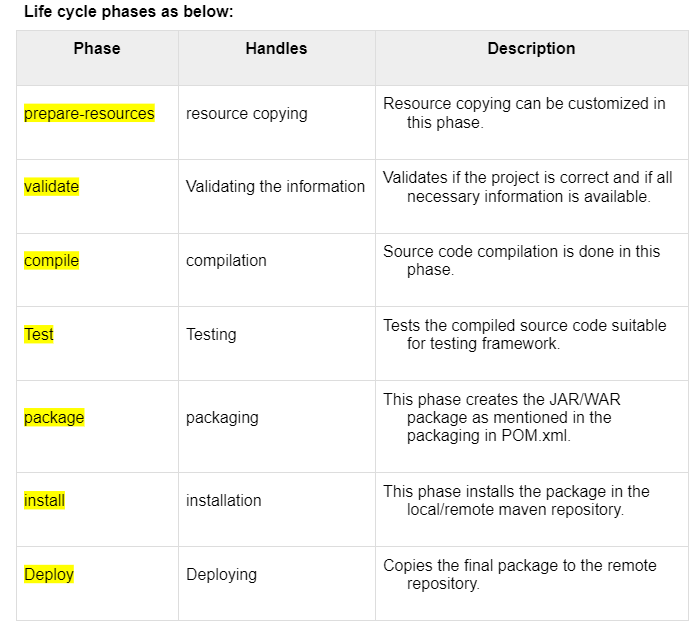 Life cycle phases as below:
Phase Handles Description
prepare-resources resource copying Resource copying can be customized in
this phase.
validate Validating the information Validates if the project is correct and if all
necessary information is available.
compile compilation Source code compilation is done in this
phase.
Test Testing Tests the compiled source code suitable
for testing framework.
package packaging This phase creates the JAR/WAR
package as mentioned in the
packaging in POM.xml.
install installation This phase installs the package in the
local/remote maven repository.
Deploy Deploying Copies the final package to the remote
repository.